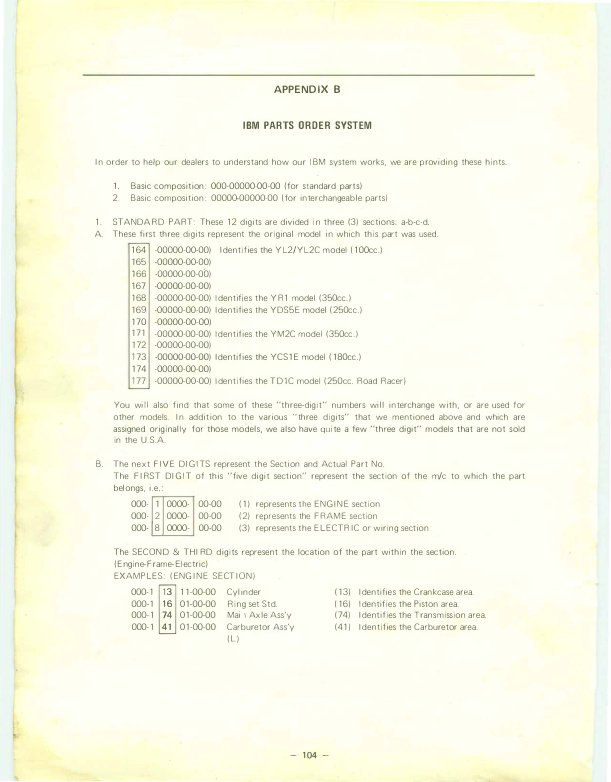 APPENDIX B
IBM PARTS ORDER SYSTEM
In order to help our dealers to understand how our IBM system works, we are providing these hints.
1. Basic composition: 000-00000-00-00 (for standard parts)
2. Basic composition: 00000-00000-00 (for interchangeable parts)
1. STANDARD PART: These 12 digits are divided in three (3) sections: a-b-c-d.
A. These first three digits represent the original model in which this part was used.
164 -00000-00-00) Identifies the YL2/YL2C model (100cc.)
165 -00000-00-00)
166 -00000-00-00)
167 -00000-00-00)
168 -00000-00-00) Identifies the YR1 model (350cc.)
169 -00000-00-00) Identifies the YDS5E model (250cc.)
170 -00000-00-00)
171 -00000-00-00) Identifies the YM2C model (350cc.)
172 -00000-00-00)
173 -00000-00-00) Identifies the YCS1E model (180cc.)
174 -00000-00-00)
177 -00000-00-00) Identifies the TD1C model (250cc. Road Racer)
You will also find that some of these "three-digit" numbers will interchange with, or are used for
other models. In addition to the various "three digits" that we mentioned above and which are
assigned originally for those models, we also have quite a few "three digit" models that are not sold
in the U.S.A.
B. The next FIVE DIGITS represent the Section and Actual Part No.
The FIRST DIGIT of this "five digit section" represent the section of the m/c to which the part
belongs, i.e.:
000- 1 0000- 00-00 (1) represents the ENGINE section
000- 2 0000- 00-00 (2) represents the FRAME section
000- 8 0000- 00-00 (3) represents the ELECTRIC or wiring section
The SECOND & THIRD digits represent the location of the part within the section.
(Engine-Frame-Electric)
EXAMPLES: (ENGINE SECTION)
000-1 13 11-00-00 Cylinder (13) Identifies the Crankcase area.
000-1 16 01-00-00 Ring set Std. (16) Identifies the Piston area.
000-1 74 01-00-00 Main Axle Ass'y (74) Identifies the Transmission area.
000-1 41 01-00-00 Carburetor Ass'y (41) Identifies the Carburetor area.
(L)
— 104 —